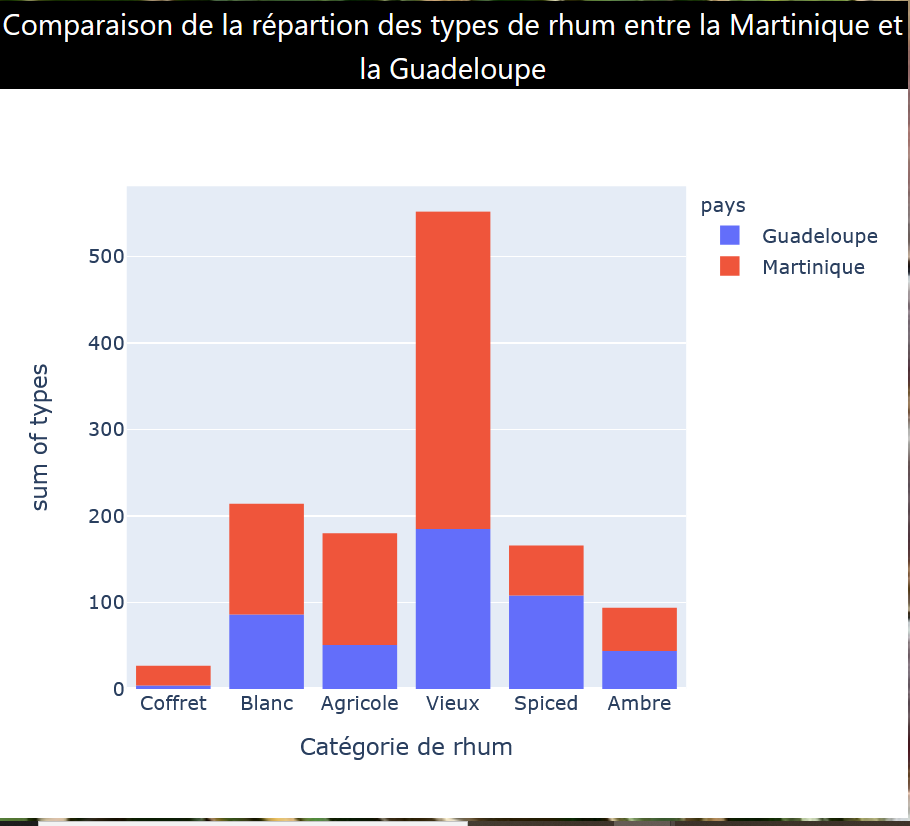 Comparaison de la répartion des types de rhum entre la Martinique et
la Guadeloupe
pays
Guadeloupe
Martinique
500
400
300
200
100
0
sum of types
Coffret Blanc Agricole Vieux Spiced Ambre
Catégorie de rhum